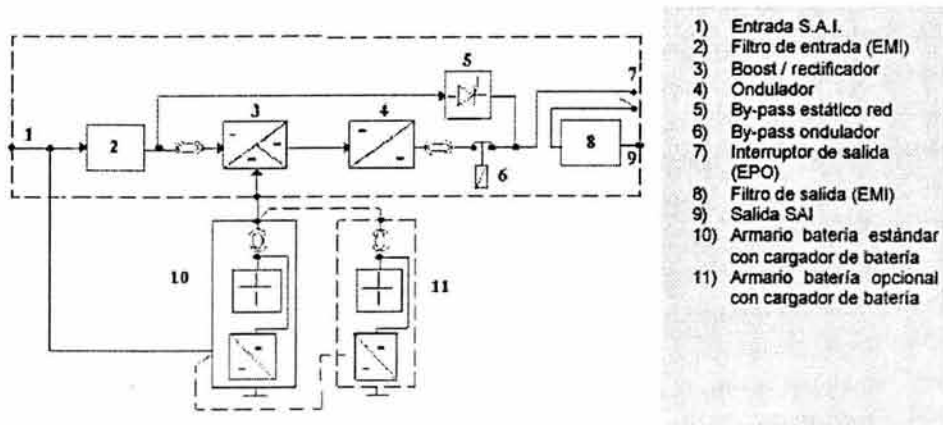 1
2
3
4
5
6
7
8
9
10
11
1) Entrada S.A.I.
2) Filtro de entrada (EMI)
3) Boost / rectificador
4) Ondulador
5) By-pass estático red
6) By-pass ondulador
7) Interruptor de salida
(EPO)
8) Filtro de salida (EMI)
9) Salida SAI
10) Armario batería estándar
con cargador de batería
11) Armario batería opcional
con cargador de batería